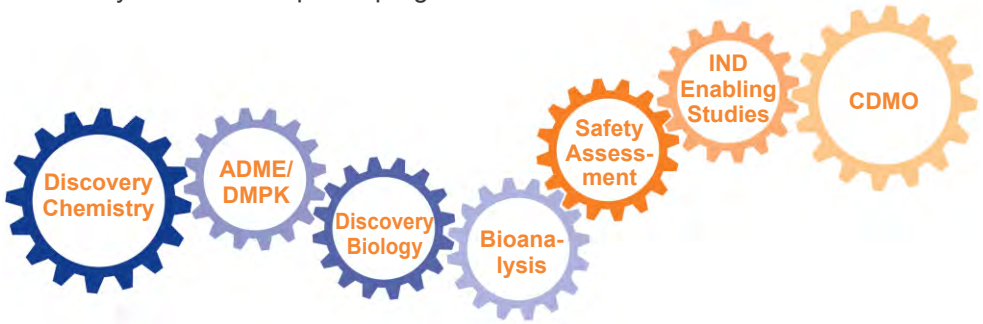 Discovery
Chemistry
ADME/
DMPK
Discovery
Biology
Bioana-
lysis
Safety
Assess-
ment
IND
Enabling
Studies
CDMO